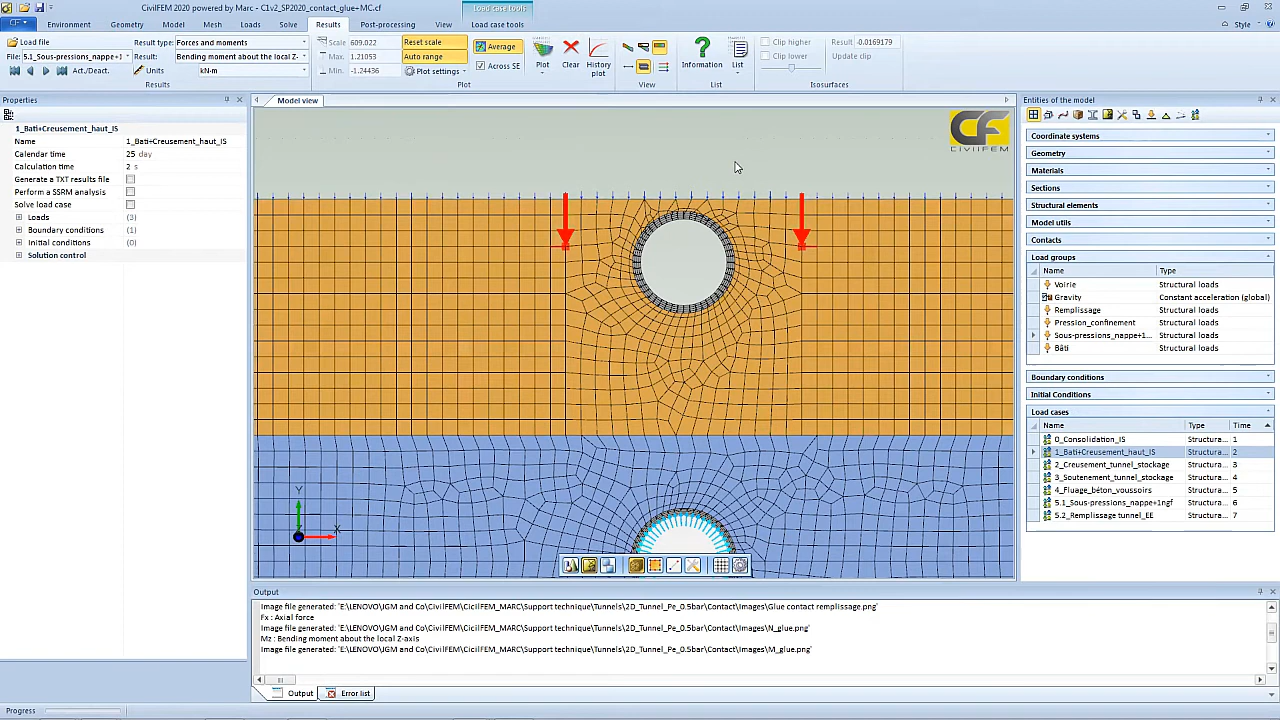 CivilFEM 2020 powered by Marc - C1v2_SP2020_contact_glue+MC.cf
Load case tools
Style
CF
Environment Geometry Model Mesh Loads Solve Results Post-processing View Load case tools
Load file
File: 5.1_Sous-pressions_nappe+1
Act.-Deact.
Results
Result type: Forces and moments
Results: Bending moment about the local Z-
Units kN·m
Scale 609.022
Max. 1.21053
Min. -1.24436
Reset scale
Auto range
Plot settings
Average
Across SE
Plot
Clear
History plot
Plot
View
Information
List
List
Clip higher
Clip lower
Result -0.0169179
Update clip
Isosurfaces
Properties
1_Bati+Creusement_haut_IS
Name 1_Bati+Creusement_haut_IS
Calendar time 25 day
Calculation time 2 s
Generate a TXT results file
Perform a SSRM analysis
Solve load case
Loads (3)
Boundary conditions (1)
Initial conditions (0)
Solution control
Model view
CF
CIVILFEM
Y
Z
X
Entities of the model
Coordinate systems
Geometry
Materials
Sections
Structural elements
Model utils
Contacts
Load groups
Name Type
Voirie Structural loads
Gravity Constant acceleration (global)
Remplissage Structural loads
Pression_confinement Structural loads
Sous-pressions_nappe+1... Structural loads
Bâti Structural loads
Boundary conditions
Initial Conditions
Load cases
Name Type Time
0_Consolidation_IS Structura... 1
1_Bati+Creusement_haut_IS Structura... 2
2_Creusement_tunnel_stockage Structura... 3
3_Soutenement_tunnel_stockage Structura... 4
4_Fluage_béton_voussoirs Structura... 5
5.1_Sous-pressions_nappe+1ngf Structura... 6
5.2_Remplissage tunnel_EE Structura... 7
Output
Image file generated: 'E:\LENOVO\IGM and Co\CivilFEM\CicilFEM_MARC\Support technique\Tunnels\2D_Tunnel_Pe_0.5bar\Contact\Images\Glue contact remplissage.png'
Fx : Axial force
Image file generated: 'E:\LENOVO\IGM and Co\CivilFEM\CicilFEM_MARC\Support technique\Tunnels\2D_Tunnel_Pe_0.5bar\Contact\Images\N_glue.png'
Mz : Bending moment about the local Z-axis
Image file generated: 'E:\LENOVO\IGM and Co\CivilFEM\CicilFEM_MARC\Support technique\Tunnels\2D_Tunnel_Pe_0.5bar\Contact\Images\M_glue.png'
Output Error list
Progress